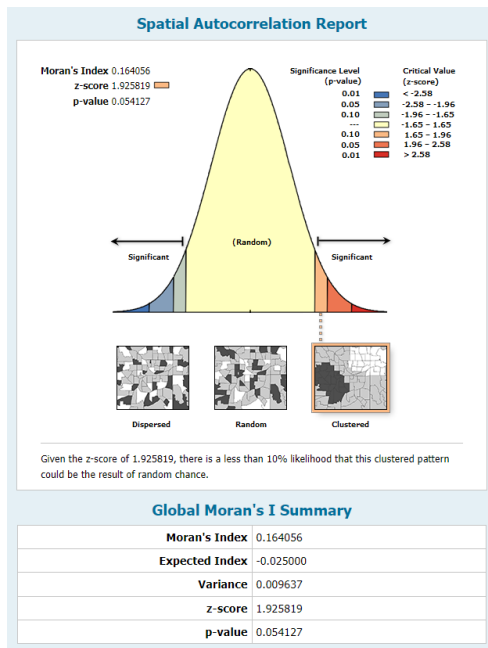 Spatial Autocorrelation Report
Moran's Index 0.164056
z-score 1.925819
p-value 0.054127
Significance Level Critical Value
(p-value) (z-score)
0.01 < -2.58
0.05 -2.58 – -1.96
0.10 -1.96 – -1.65
--- -1.65 – 1.65
0.10 1.65 – 1.96
0.05 1.96 – 2.58
0.01 > 2.58
(Random)
Significant Significant
Dispersed Random Clustered
Given the z-score of 1.925819, there is a less than 10% likelihood that this clustered pattern
could be the result of random chance.
Global Moran's I Summary
Moran's Index 0.164056
Expected Index -0.025000
Variance 0.009637
z-score 1.925819
p-value 0.054127